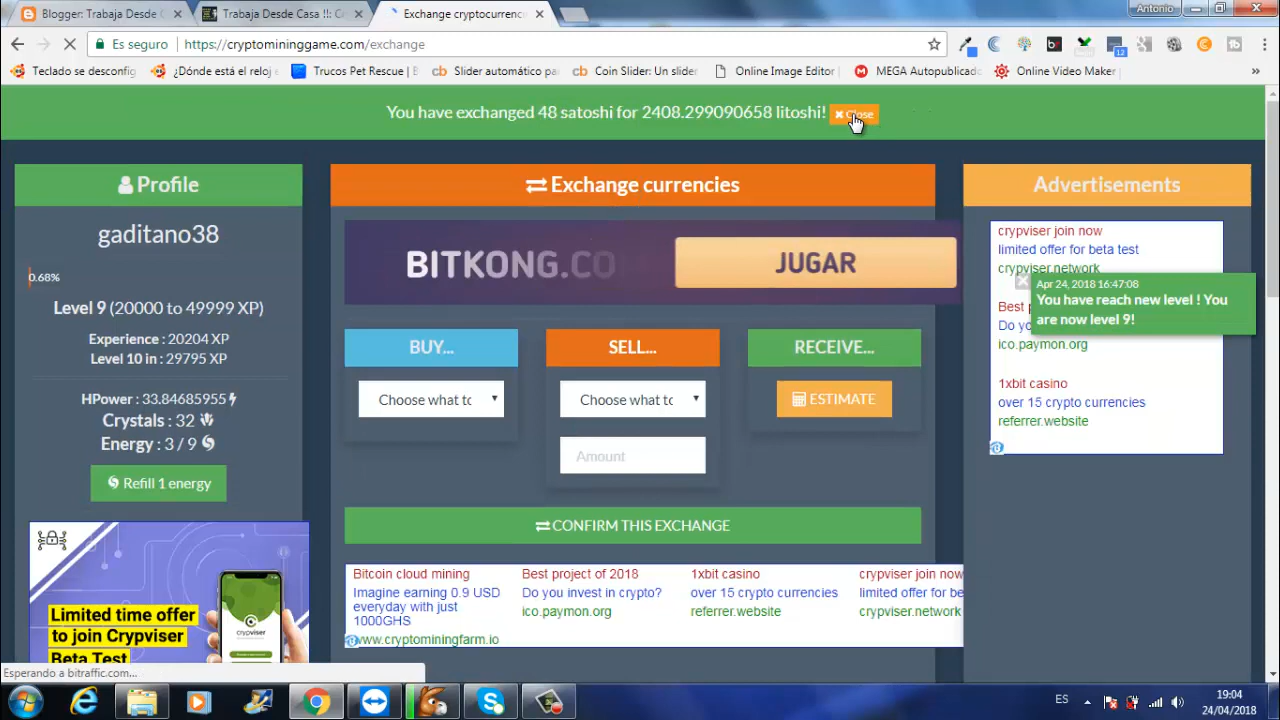 Antonio
Blogger: Trabaja Desde C
Trabaja Desde Casa !!: C
Exchange cryptocurrenci
Es seguro
https://cryptomininggame.com/exchange
12
Teclado se desconfig
¿Dónde está el reloj
Trucos Pet Rescue |
Slider automático pa
Coin Slider: Un slider
Online Image Editor |
MEGA Autopublicado
Online Video Maker |
You have exchanged 48 satoshi for 2408.299090658 litoshi!
Close
Profile
gaditano38
0.68%
Level 9 (20000 to 49999 XP)
Experience : 20204 XP
Level 10 in : 29795 XP
HPower : 33.84685955
Crystals : 32
Energy : 3 / 9
Refill 1 energy
Limited time offer
to join Crypviser
Beta Test
crypviser
Exchange currencies
BITKONG.CO
JUGAR
BUY...
Choose what to
SELL...
Choose what to
Amount
RECEIVE...
ESTIMATE
CONFIRM THIS EXCHANGE
Bitcoin cloud mining
Imagine earning 0.9 USD
everyday with just
1000GHS
www.cryptominingfarm.io
Best project of 2018
Do you invest in crypto?
ico.paymon.org
1xbit casino
over 15 crypto currencies
referrer.website
crypviser join now
limited offer for be
crypviser.network
Advertisements
crypviser join now
limited offer for beta test
crypviser.network
Apr 24, 2018 16:47:08
You have reach new level ! You
are now level 9!
Best p
Do yo
ico.paymon.org
1xbit casino
over 15 crypto currencies
referrer.website
Esperando a bitraffic.com...
ES
19:04
24/04/2018